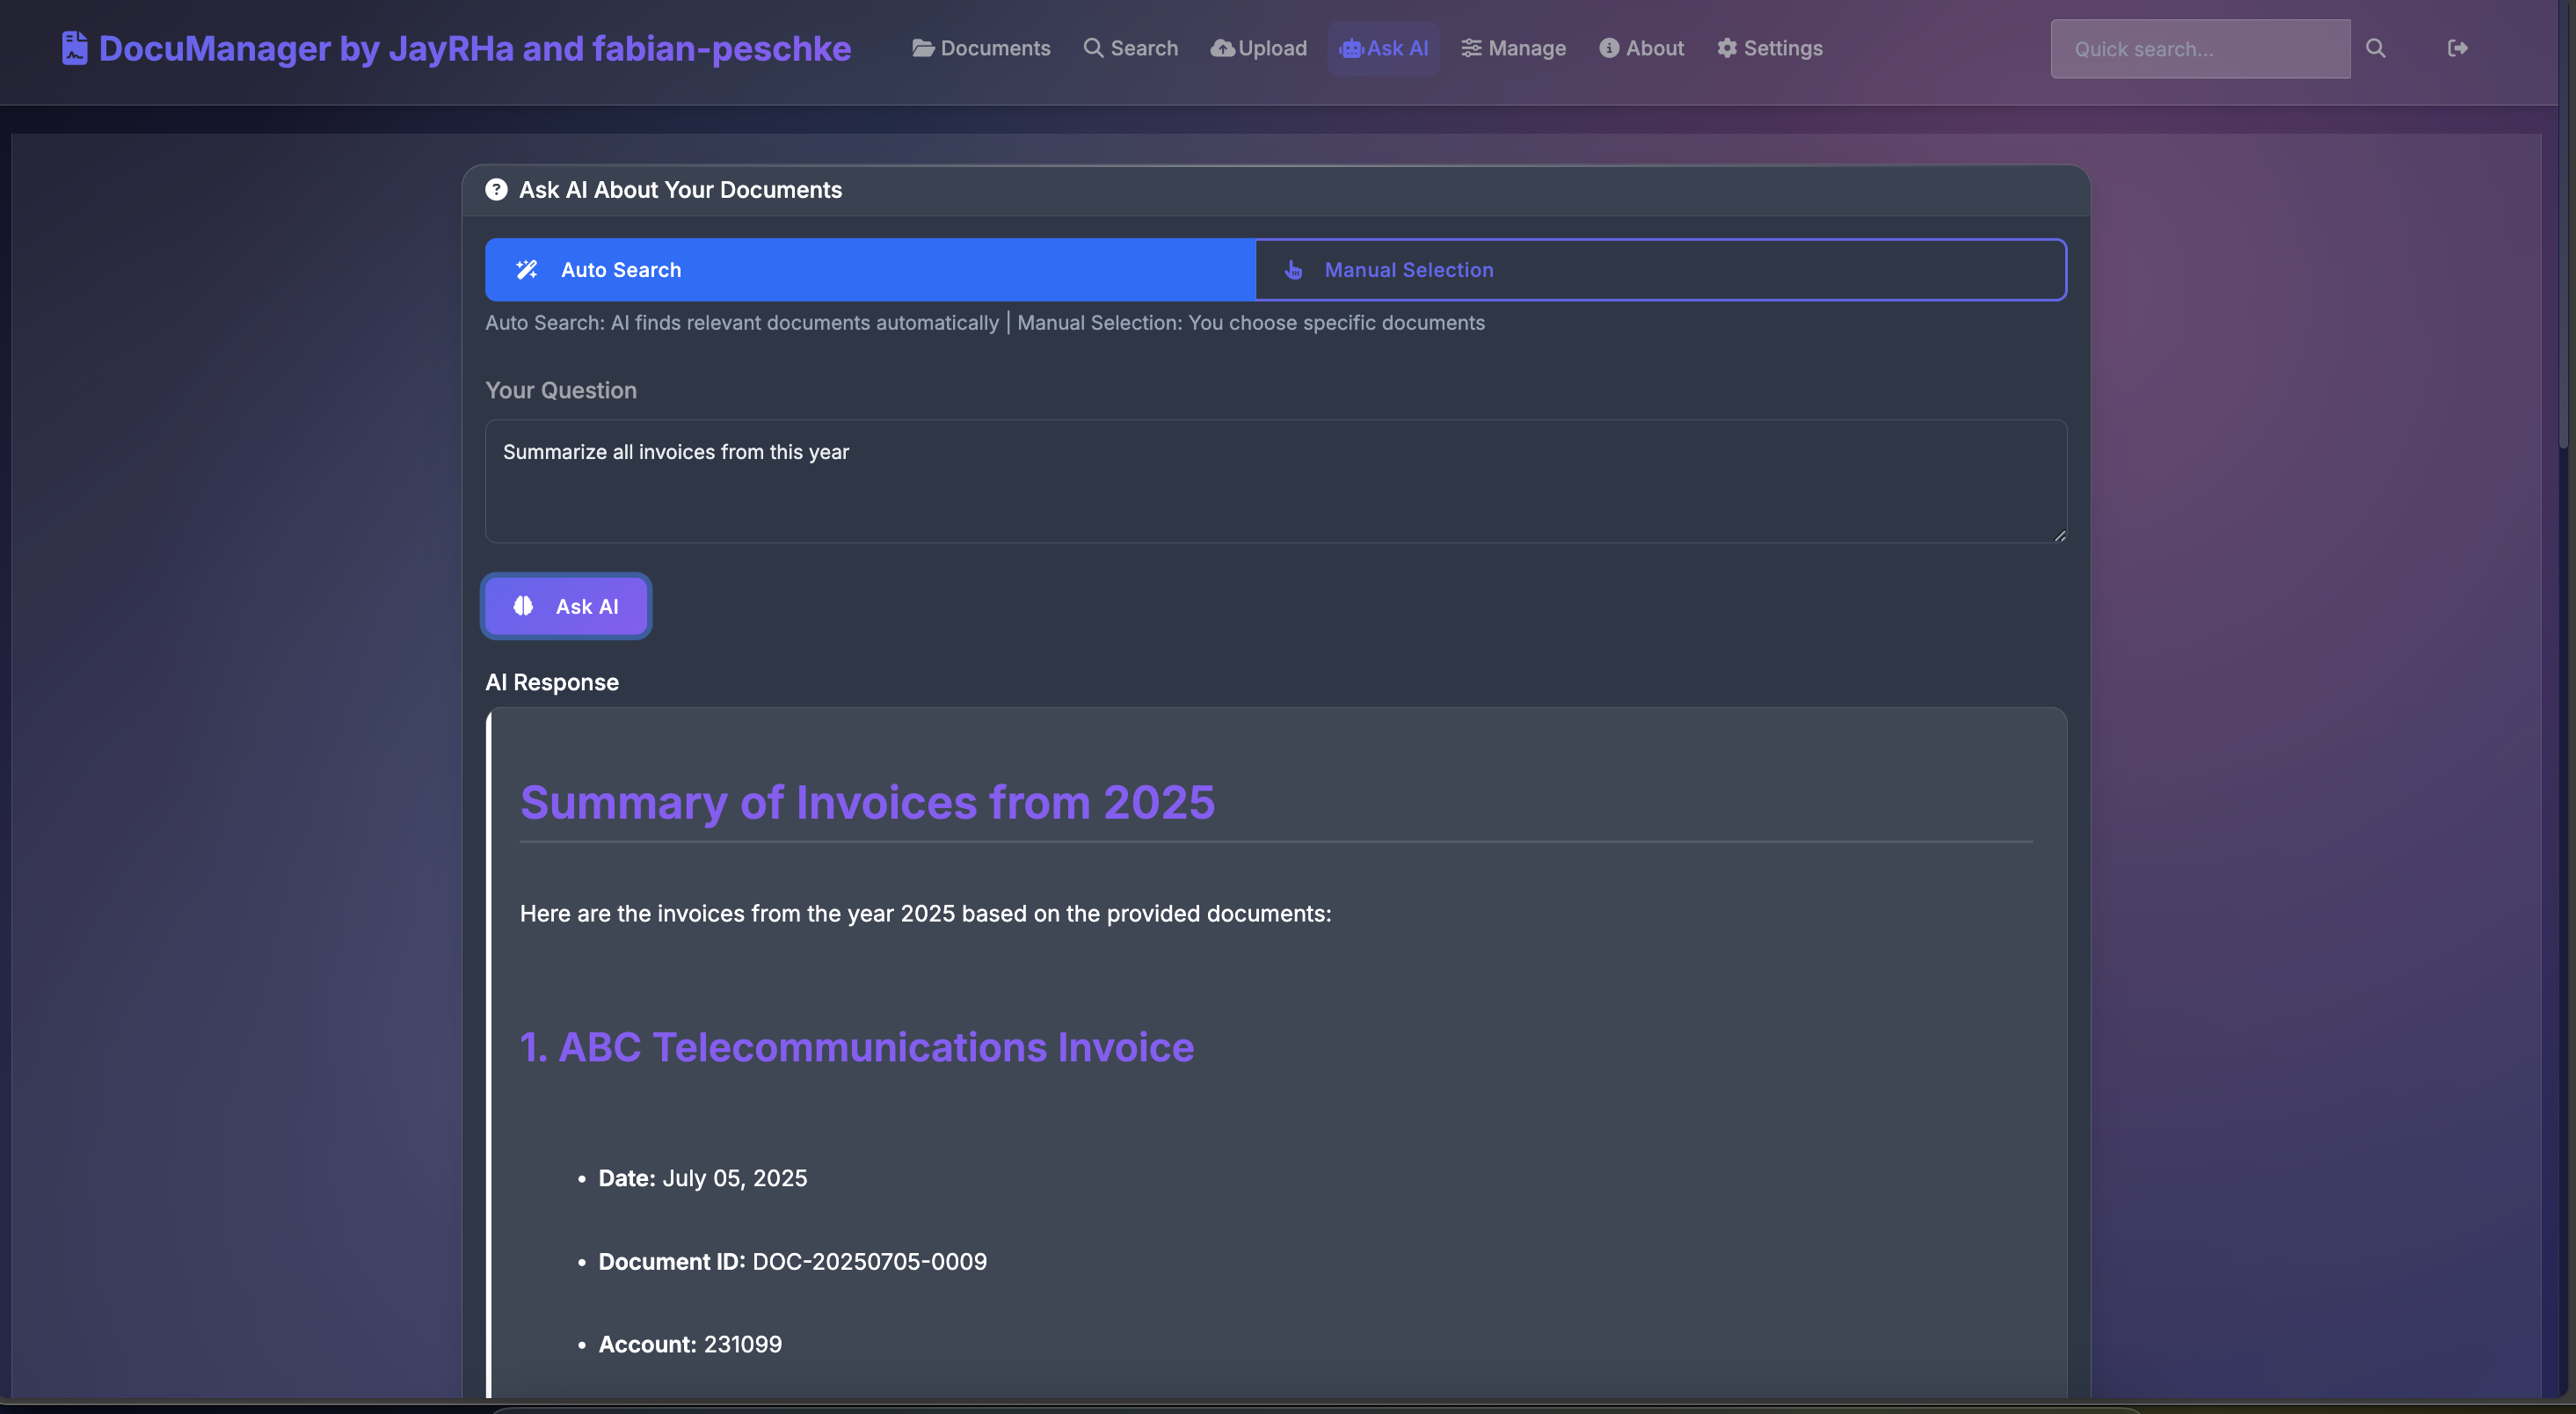 DocuManager by JayRHa and fabian-peschke Documents Search Upload Ask AI Manage About Settings Quick search...
Ask AI About Your Documents
Auto Search Manual Selection
Auto Search: AI finds relevant documents automatically | Manual Selection: You choose specific documents
Your Question
Summarize all invoices from this year
Ask AI
AI Response
Summary of Invoices from 2025
Here are the invoices from the year 2025 based on the provided documents:
1. ABC Telecommunications Invoice
• Date: July 05, 2025
• Document ID: DOC-20250705-0009
• Account: 231099